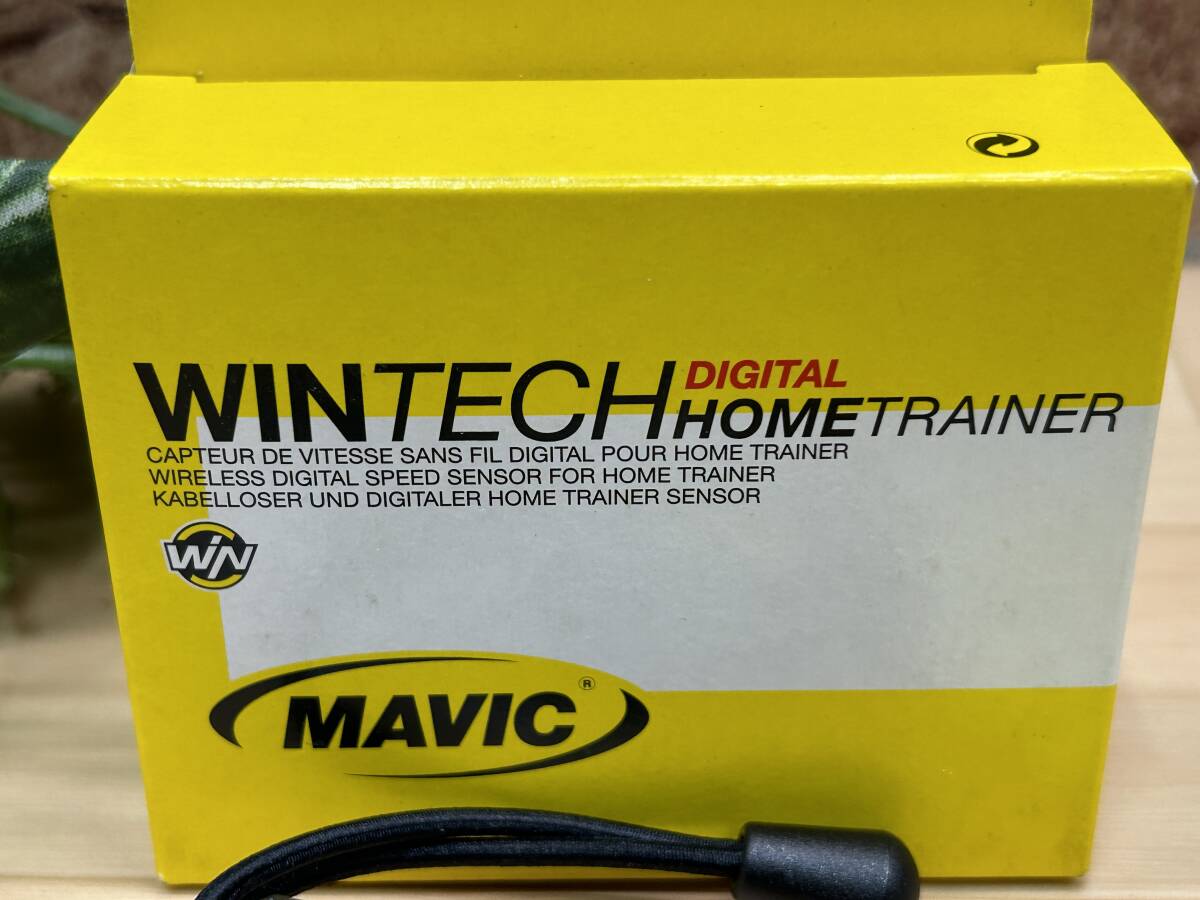 WINTECH DIGITAL HOMETRAINER
CAPTEUR DE VITESSE SANS FIL DIGITAL POUR HOME TRAINER
WIRELESS DIGITAL SPEED SENSOR FOR HOME TRAINER
KABELLOSER UND DIGITALER HOME TRAINER SENSOR
WIN
MAVIC®